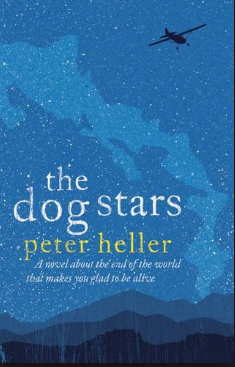 the
dog stars
peter heller
A novel about the end of the world
that makes you glad to be alive